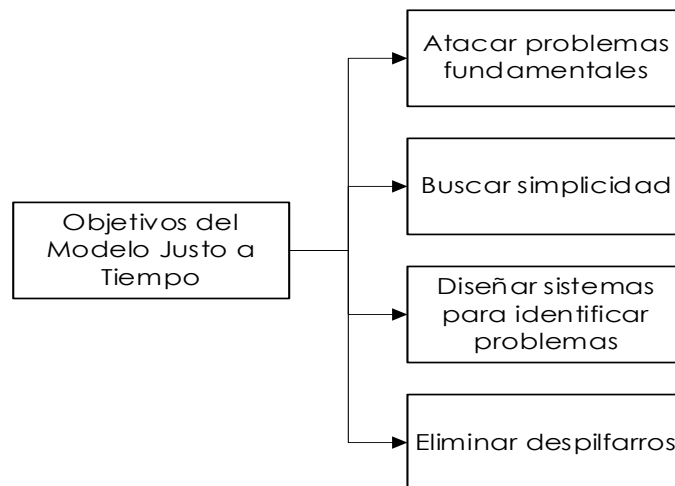 Objetivos del
Modelo Justo a
Tiempo
Atacar problemas
fundamentales
Buscar simplicidad
Diseñar sistemas
para identificar
problemas
Eliminar despilfarros